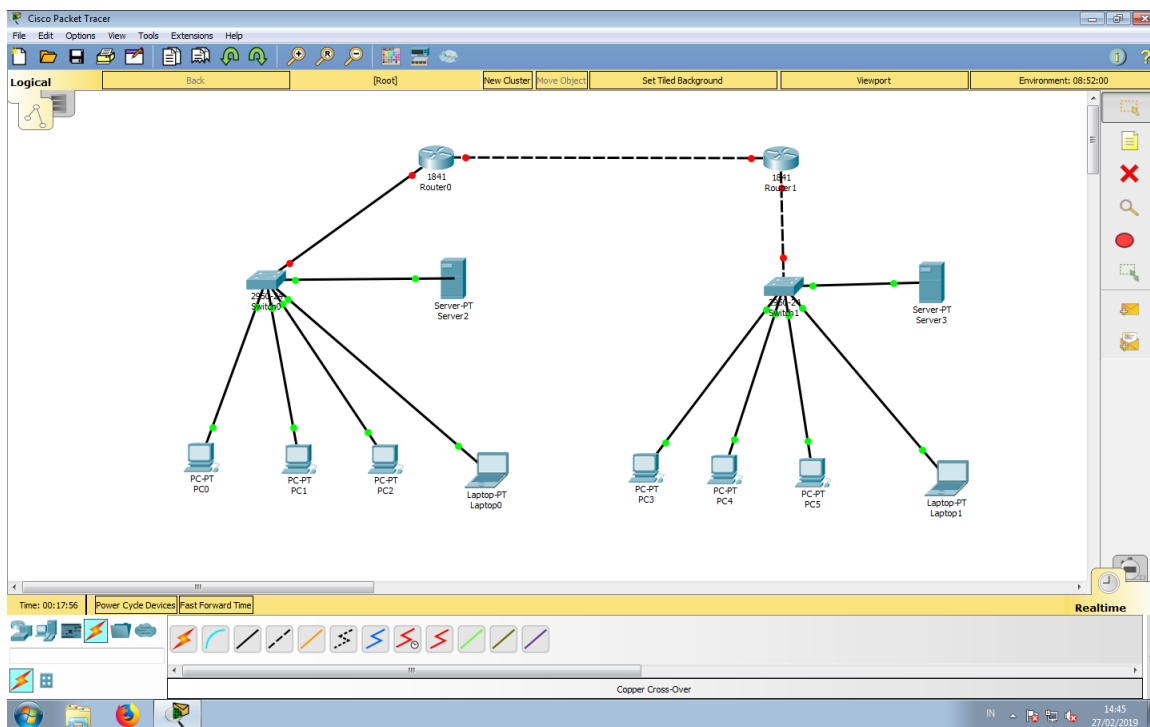 Cisco Packet Tracer
File Edit Options View Tools Extensions Help
Logical Back [Root] New Cluster Move Object Set Tiled Background Viewport Environment: 08:52:00
1841
Router0
1841
Router1
Switch0
Server-PT
Server2
Switch1
Server-PT
Server3
PC-PT
PC0
PC-PT
PC1
PC-PT
PC2
Laptop-PT
Laptop0
PC-PT
PC3
PC-PT
PC4
PC-PT
PC5
Laptop-PT
Laptop1
Time: 00:17:56 Power Cycle Devices Fast Forward Time Realtime
Copper Cross-Over
IN 14:45
27/02/2019